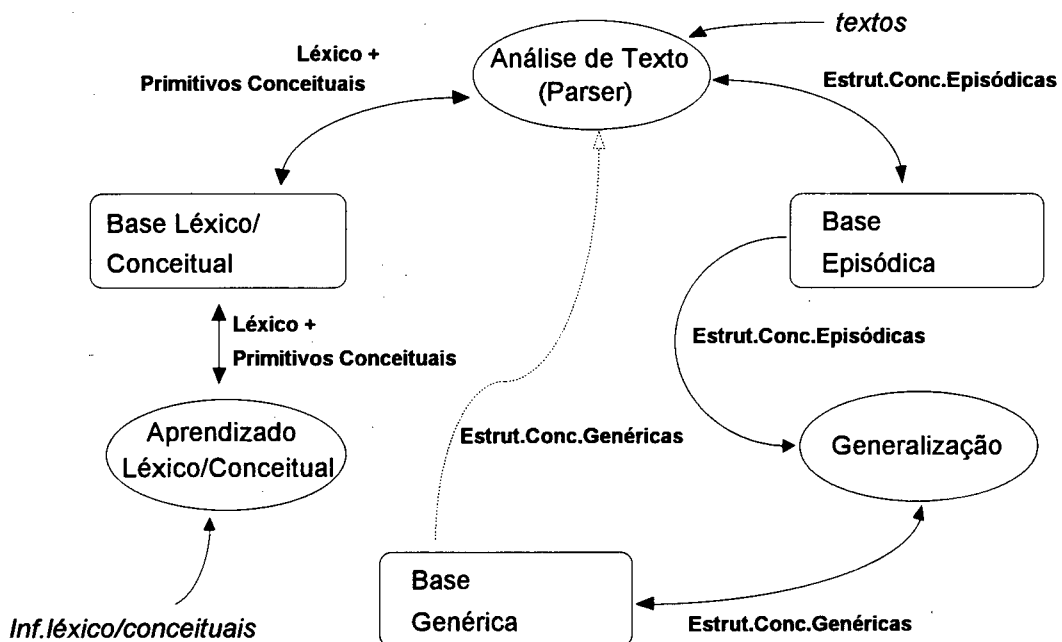 textos
Léxico +
Primitivos Conceituais
Análise de Texto
(Parser)
Estrut.Conc.Episódicas
Base Léxico/
Conceitual
Base
Episódica
Léxico +
Primitivos Conceituais
Estrut.Conc.Episódicas
Aprendizado
Léxico/Conceitual
Estrut.Conc.Genéricas
Generalização
Base
Genérica
Inf.léxico/conceituais
Estrut.Conc.Genéricas